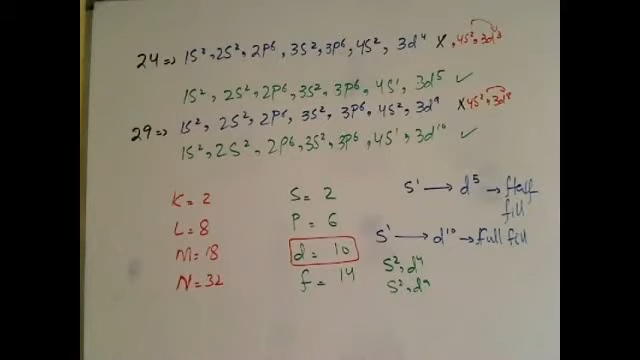 24 => 1S², 2S², 2P⁶, 3S², 3P⁶, 4S², 3d⁴ X, 4S², 3d
1S², 2S², 2P⁶, 3S², 3P⁶, 4S¹, 3d⁵ ✓
29 => 1S², 2S², 2P⁶, 3S², 3P⁶, 4S², 3d⁹ X 4S², 3d
1S², 2S², 2P⁶, 3S², 3P⁶, 4S¹, 3d¹⁰ ✓
K = 2
L = 8
M = 18
N = 32
S = 2
P = 6
d = 10
f = 14
S¹ → d⁵ → Half
fill
S¹ → d¹⁰ → Full fill
S², d⁴
S², d⁹